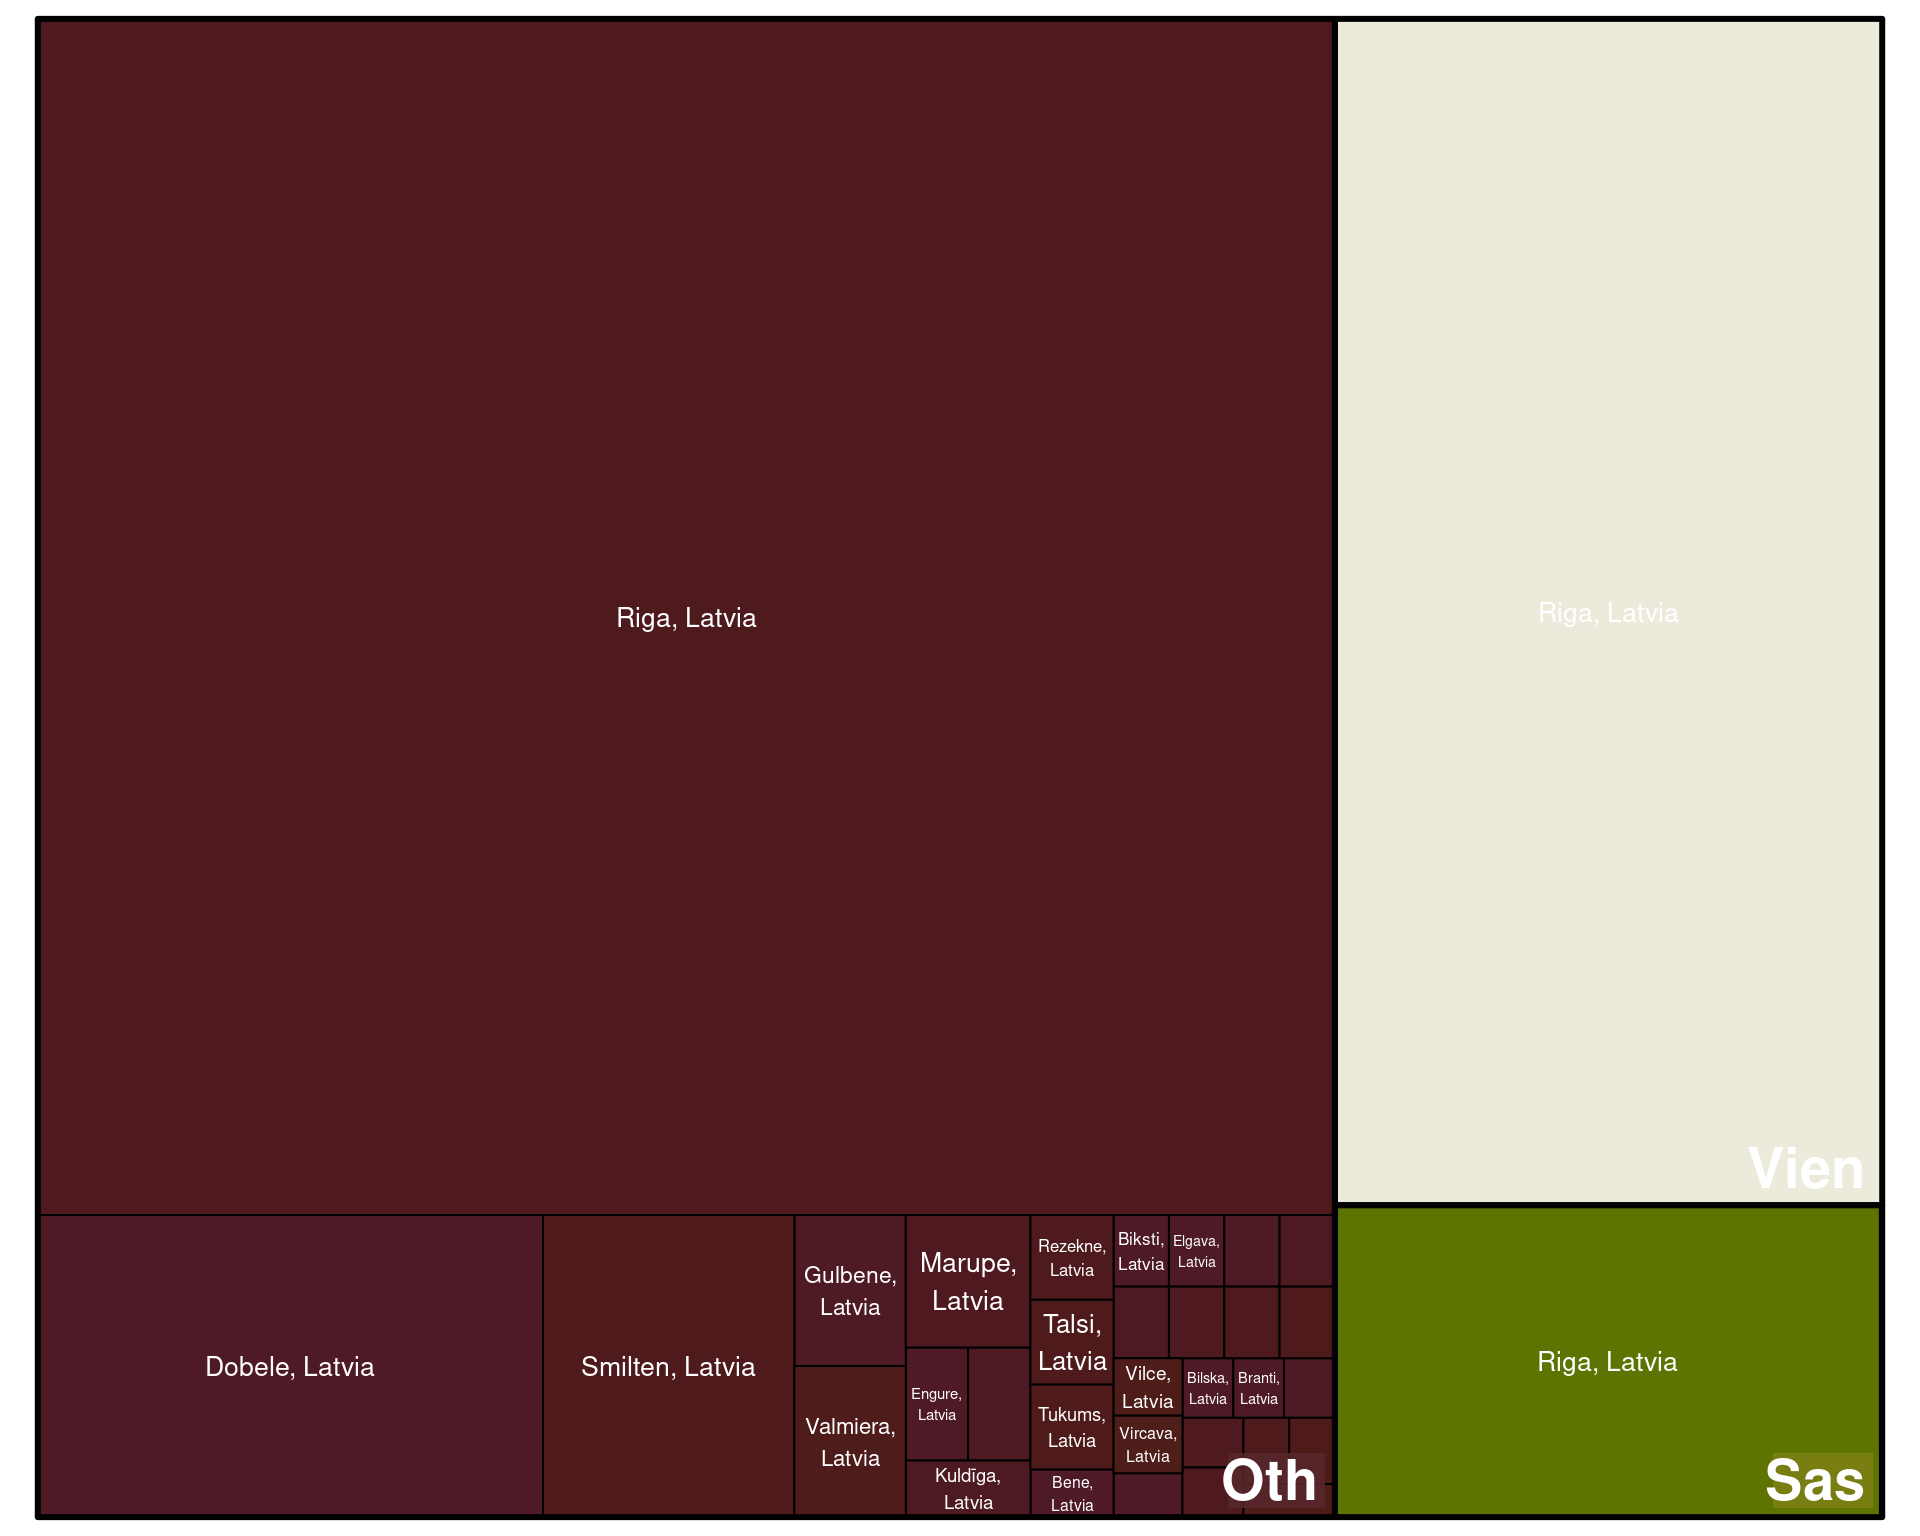 Riga, Latvia
Riga, Latvia
Vien
Dobele, Latvia
Smilten, Latvia
Gulbene,
Latvia
Valmiera,
Latvia
Marupe,
Latvia
Engure,
Latvia
Kuldīga,
Latvia
Rezekne,
Latvia
Talsi,
Latvia
Tukums,
Latvia
Bene,
Latvia
Biksti,
Latvia
Elgava,
Latvia
Vilce,
Latvia
Bilska,
Latvia
Branti,
Latvia
Vircava,
Latvia
Oth
Riga, Latvia
Sas